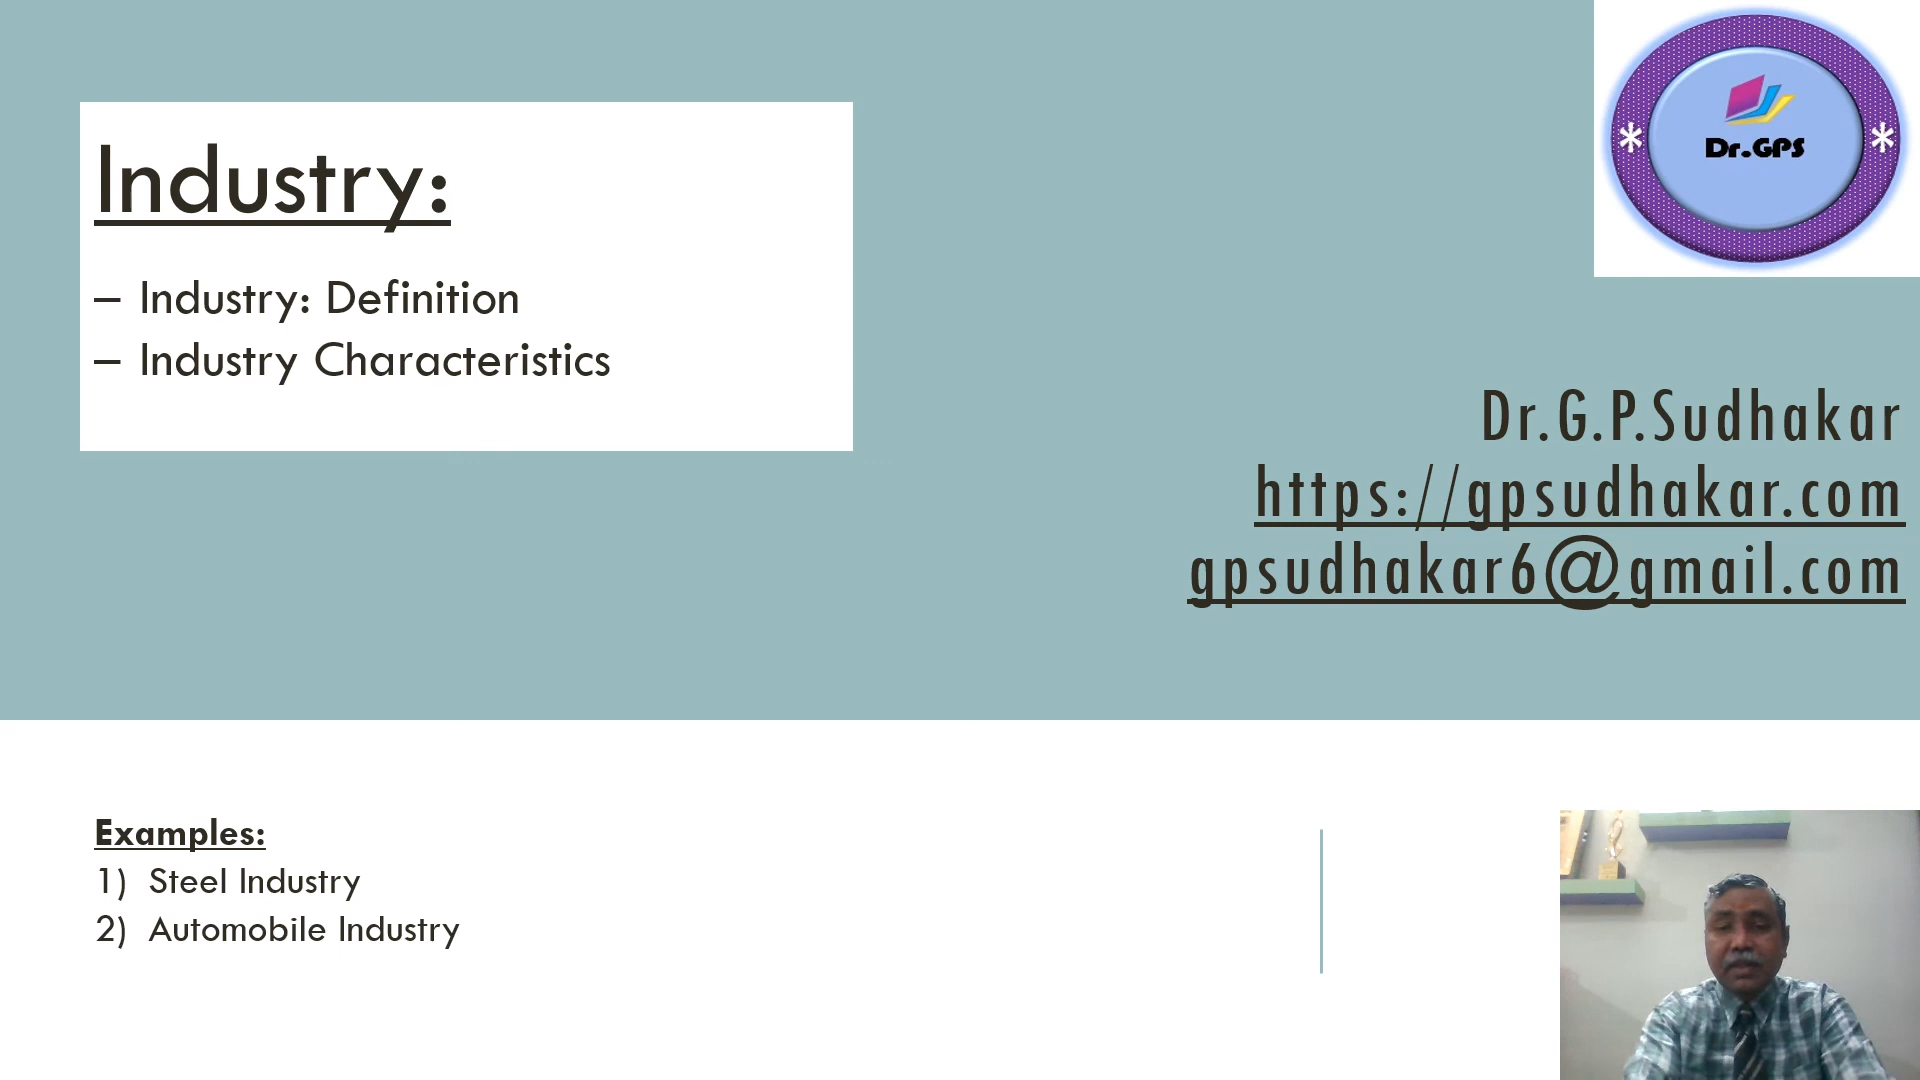 Industry:
– Industry: Definition
– Industry Characteristics
* Dr.GPS *
Dr.G.P.Sudhakar
https://gpsudhakar.com
gpsudhakar6@gmail.com
Examples:
1) Steel Industry
2) Automobile Industry